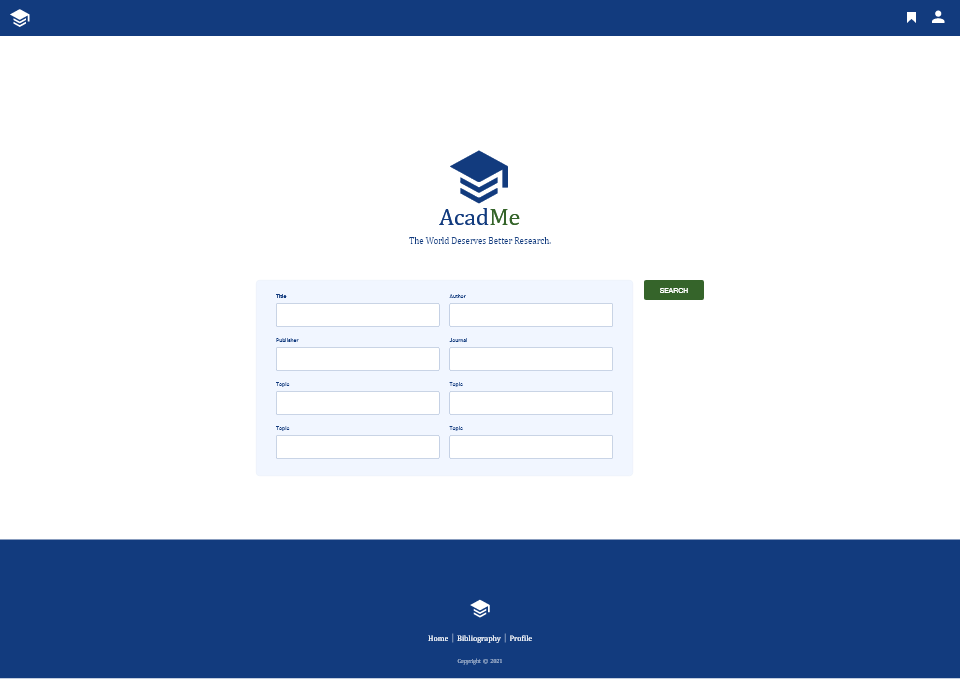 AcadMe
The World Deserves Better Research.
SEARCH
Title
Author
Publisher
Journal
Topic
Topic
Topic
Topic
Home | Bibliography | Profile
Copyright © 2021